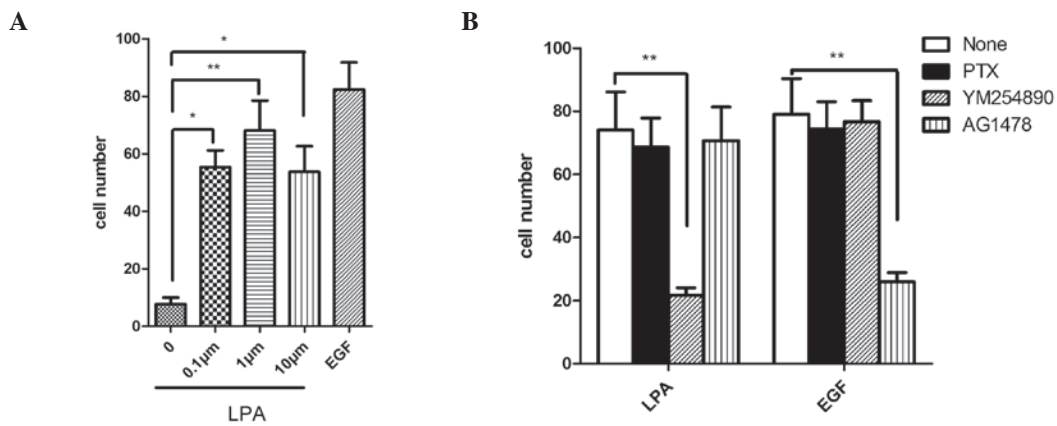 A
cell number
100
80
60
40
20
0
*
**
*
0
0.1µm
1µm
10µm
EGF
LPA
B
cell number
100
80
60
40
20
0
**
**
LPA
EGF
None
PTX
YM254890
AG1478